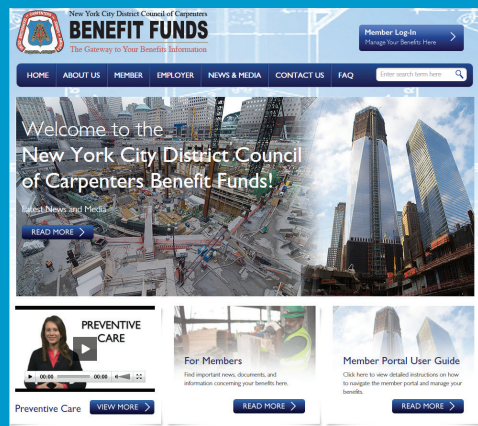 New York City District Council of Carpenters
BENEFIT FUNDS
The Gateway to Your Benefits Information
Member Log-In
Manage Your Benefits Here
HOME ABOUT US MEMBER EMPLOYER NEWS & MEDIA CONTACT US FAQ
Enter search term here
Welcome to the
New York City District Council
of Carpenters Benefit Funds!
Latest News and Media
READ MORE
PREVENTIVE
CARE
00:00 00:00
Preventive Care VIEW MORE
For Members
Find important news, documents, and
information concerning your benefits here.
READ MORE
Member Portal User Guide
Click here to view detailed instructions on how
to navigate the member portal and manage your
benefits.
READ MORE